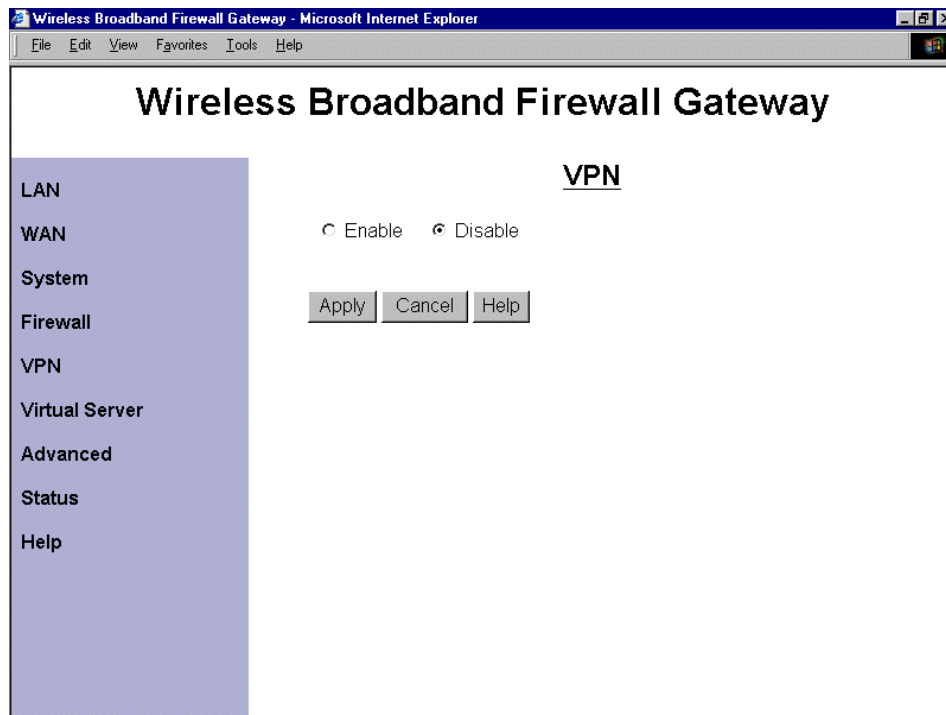 Wireless Broadband Firewall Gateway - Microsoft Internet Explorer
File Edit View Favorites Tools Help
Wireless Broadband Firewall Gateway
VPN
LAN
WAN
System
Firewall
VPN
Virtual Server
Advanced
Status
Help
Enable Disable
Apply Cancel Help